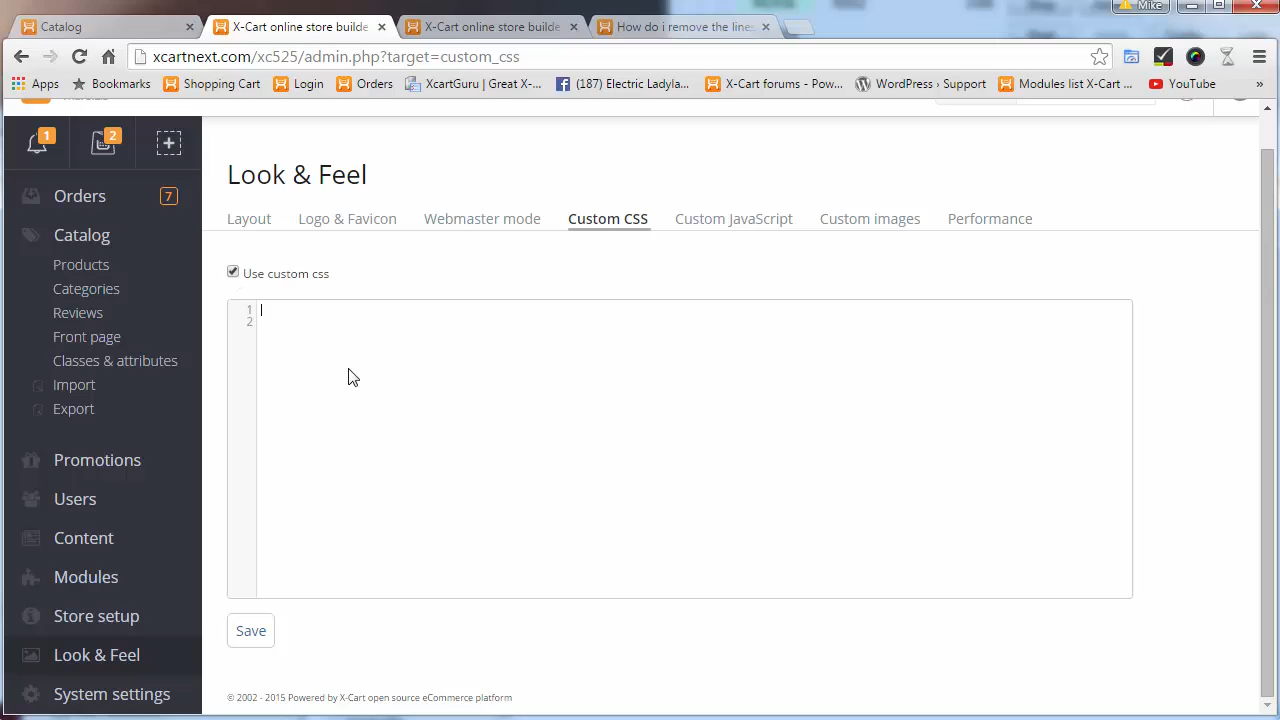 Mike
Catalog
X-Cart online store builde
X-Cart online store builde
How do i remove the lines
xcartnext.com/xc525/admin.php?target=custom_css
Apps
Bookmarks
Shopping Cart
Login
Orders
XcartGuru | Great X-...
(187) Electric Ladyla...
X-Cart forums - Pow...
WordPress › Support
Modules list X-Cart ...
YouTube
»
1
2
Orders
7
Catalog
Products
Categories
Reviews
Front page
Classes & attributes
Import
Export
Promotions
Users
Content
Modules
Store setup
Look & Feel
System settings
Look & Feel
Layout
Logo & Favicon
Webmaster mode
Custom CSS
Custom JavaScript
Custom images
Performance
Use custom css
1
2
Save
© 2002 - 2015 Powered by X-Cart open source eCommerce platform